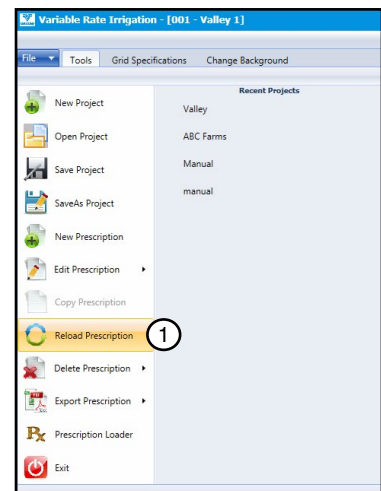 Variable Rate Irrigation - [001 - Valley 1]
File Tools Grid Specifications Change Background
Recent Projects
New Project
Valley
Open Project
ABC Farms
Save Project
Manual
SaveAs Project
manual
New Prescription
Edit Prescription
Copy Prescription
Reload Prescription 1
Delete Prescription
Export Prescription
Rx Prescription Loader
Exit